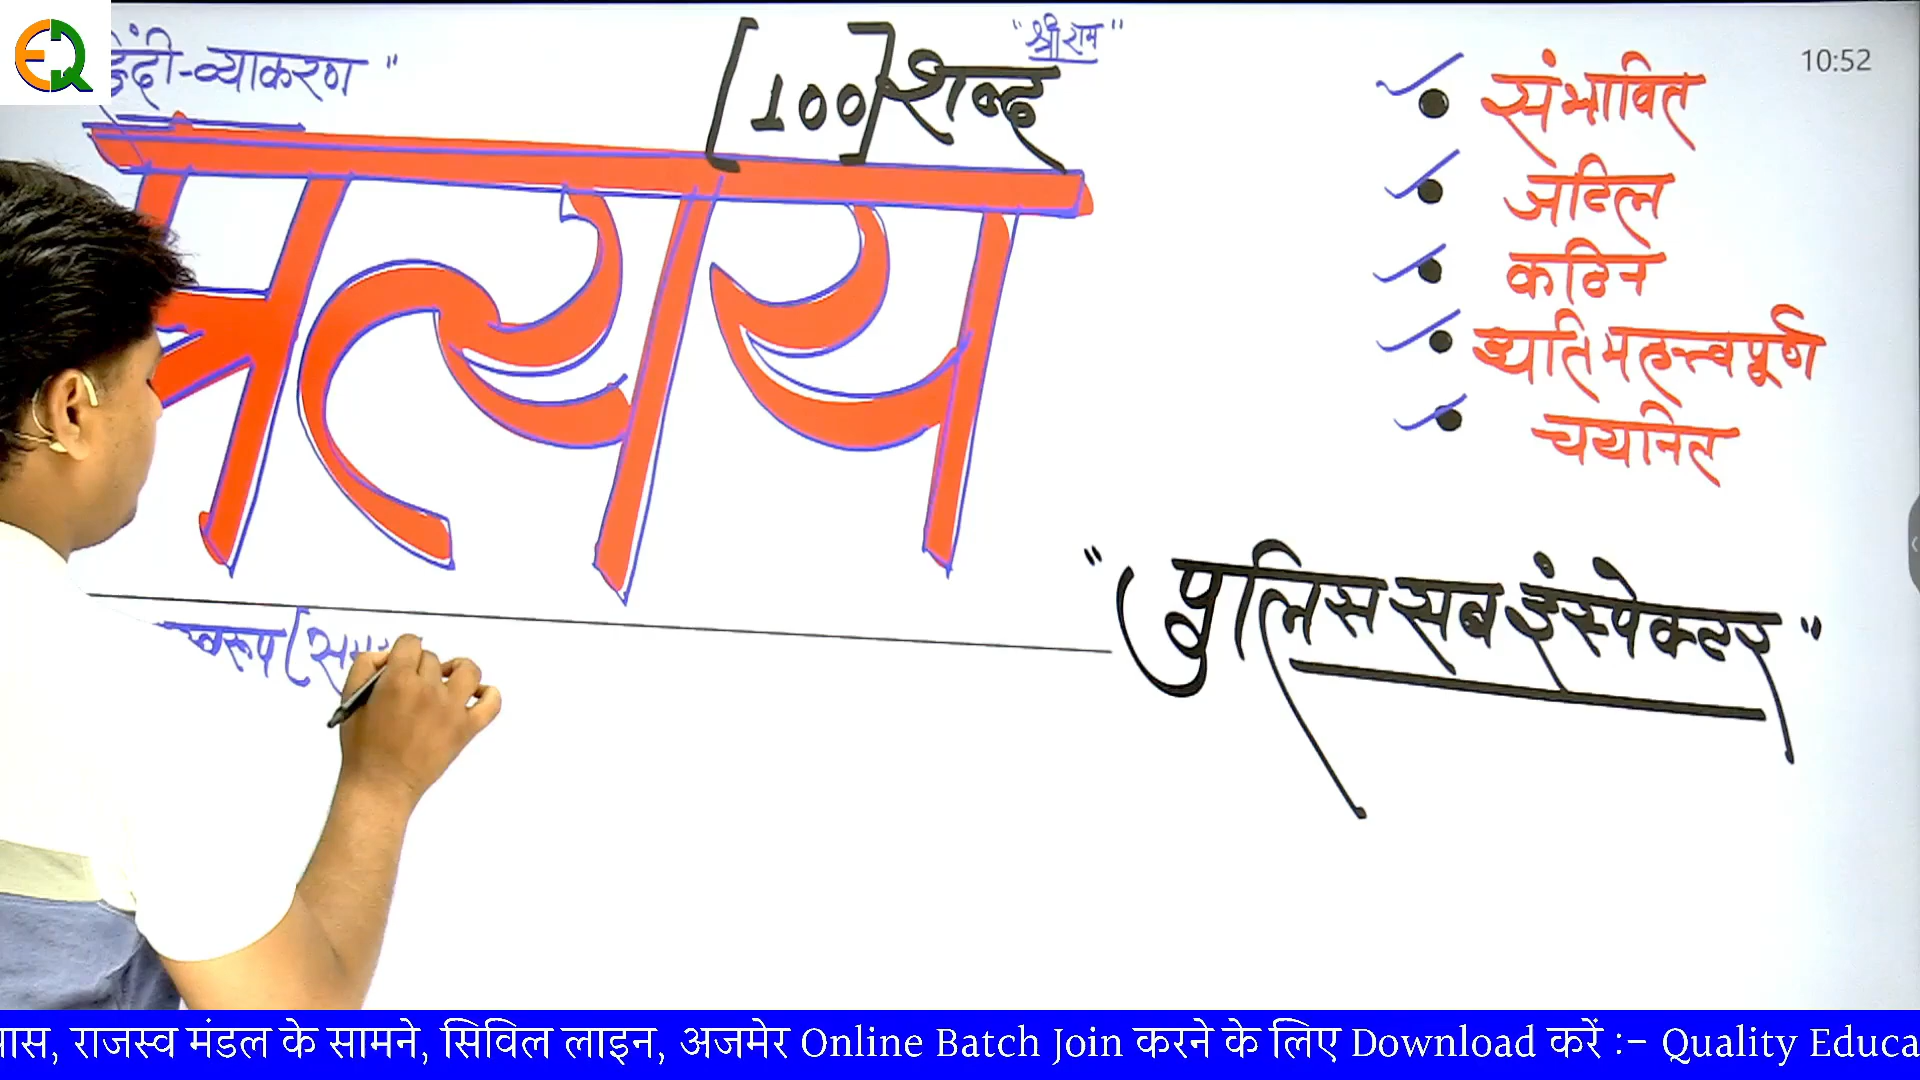 EQ
हिंदी-व्याकरण "
[100] शब्द
"श्रीराम"
10:52
प्रत्यय
• संभावित
• जटिल
• कठिन
• अति महत्त्वपूर्ण
• चयनित
" पुलिस सब इंस्पेक्टर "
स्वरूप (
राजस्व मंडल के सामने, सिविल लाइन, अजमेर Online Batch Join करने के लिए Download करें :- Quality Educa